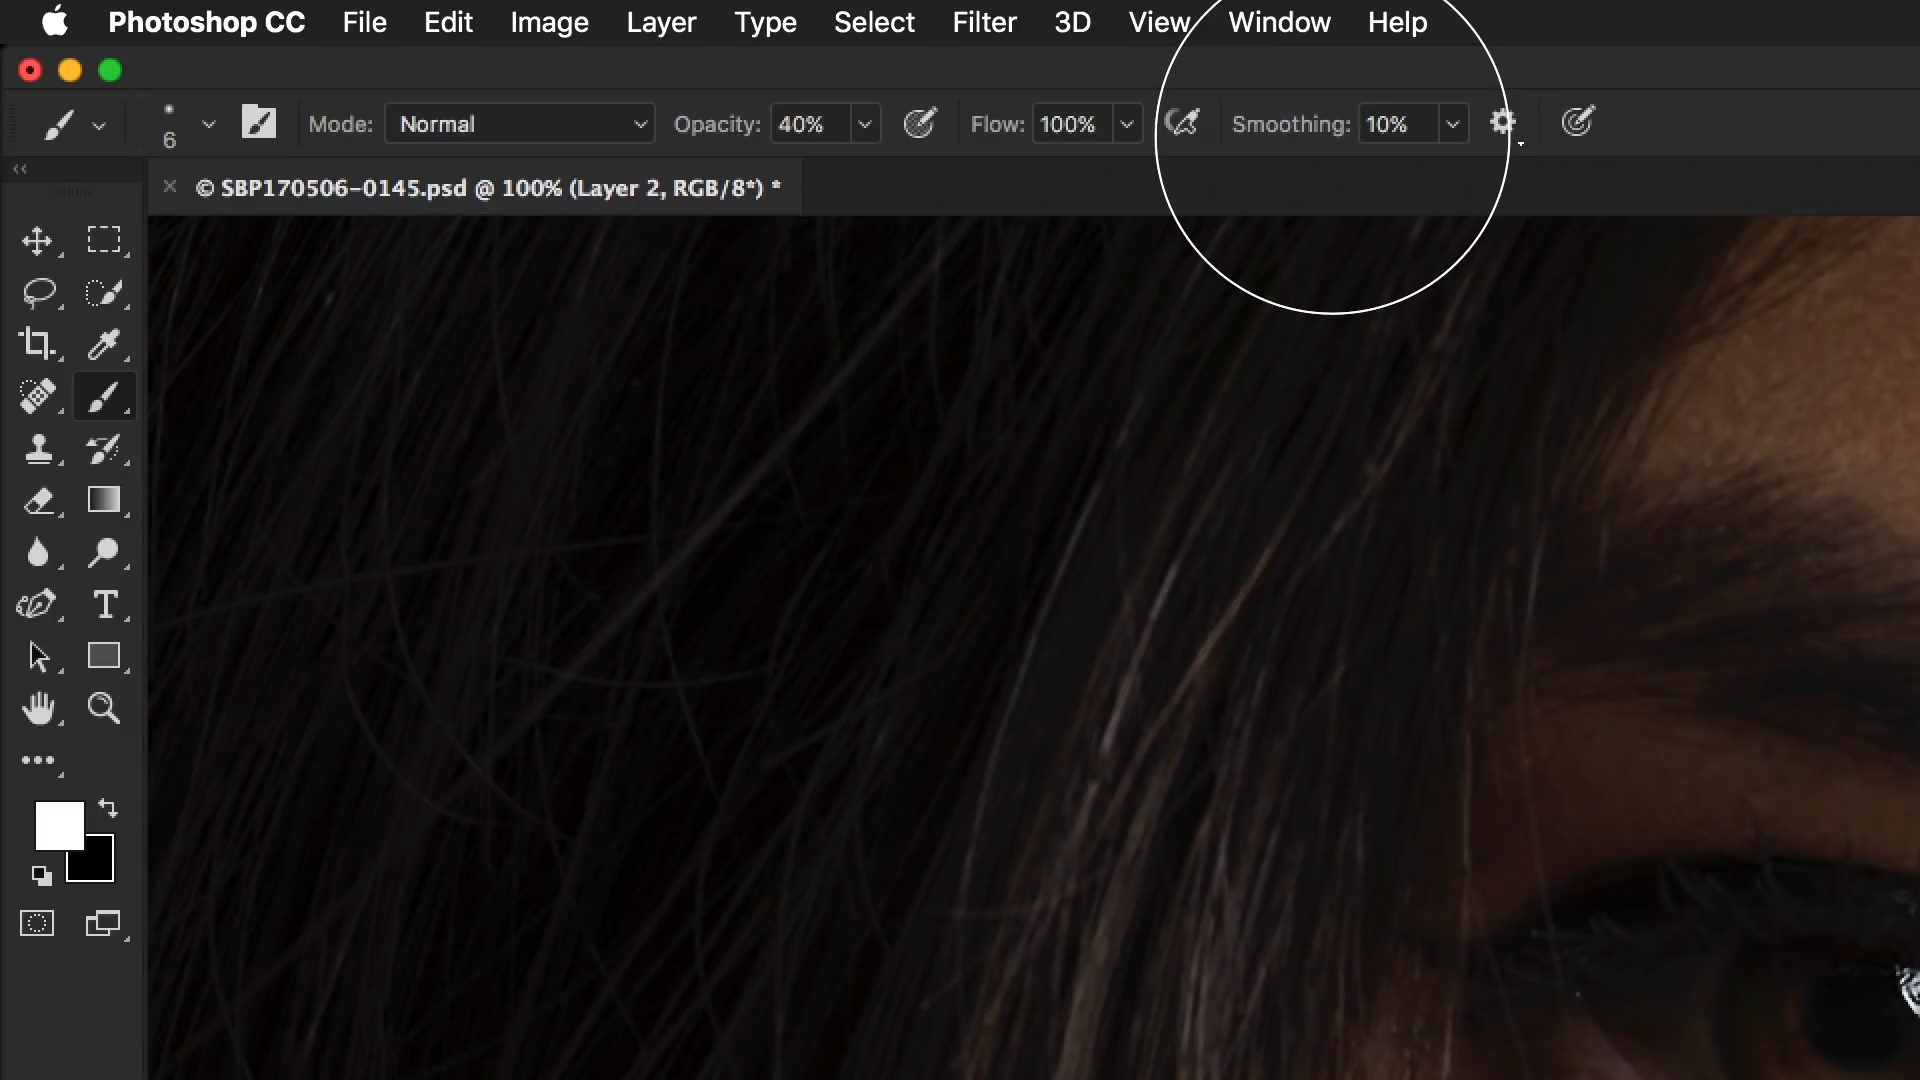 Photoshop CC File Edit Image Layer Type Select Filter 3D View Window Help
6 Mode: Normal Opacity: 40% Flow: 100% Smoothing: 10%
© SBP170506-0145.psd @ 100% (Layer 2, RGB/8*) *